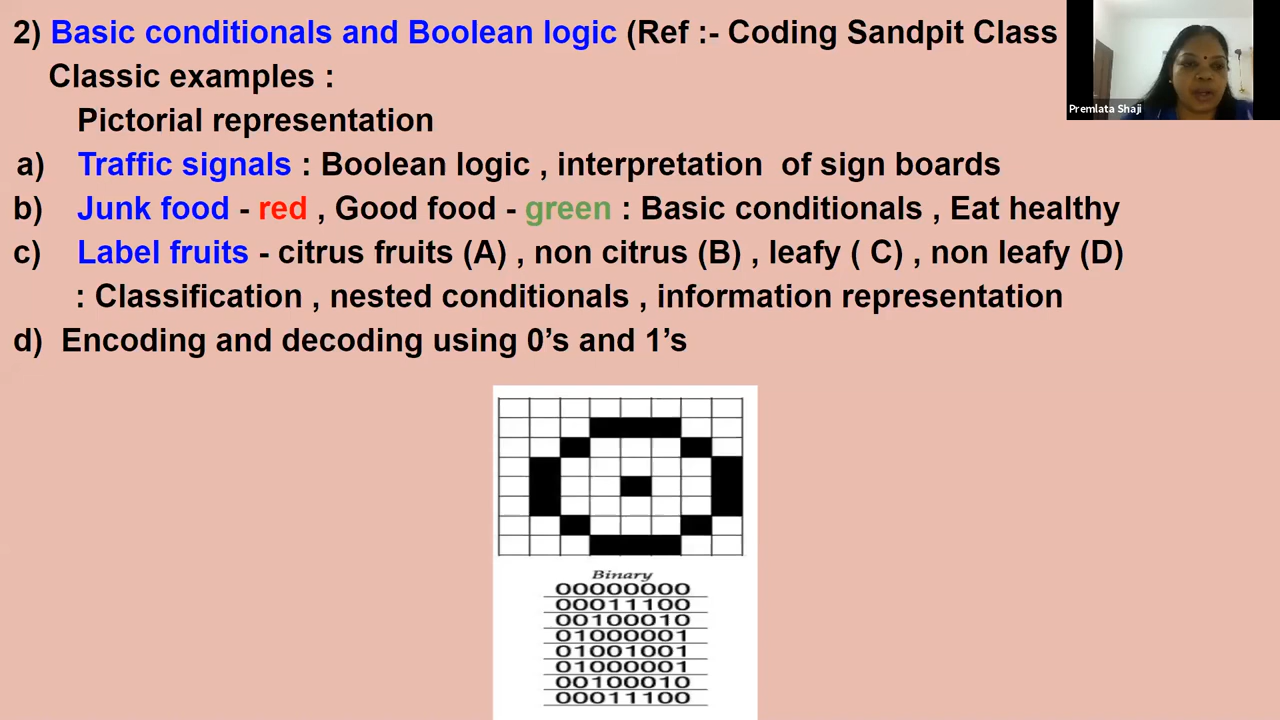 2) Basic conditionals and Boolean logic (Ref :- Coding Sandpit Class
Classic examples :
Pictorial representation
a) Traffic signals : Boolean logic , interpretation of sign boards
b) Junk food - red , Good food - green : Basic conditionals , Eat healthy
c) Label fruits - citrus fruits (A) , non citrus (B) , leafy ( C) , non leafy (D)
: Classification , nested conditionals , information representation
d) Encoding and decoding using 0’s and 1’s
Premlata Shaji
Binary
00000000
00011100
00100010
01000001
01001001
01000001
00100010
00011100